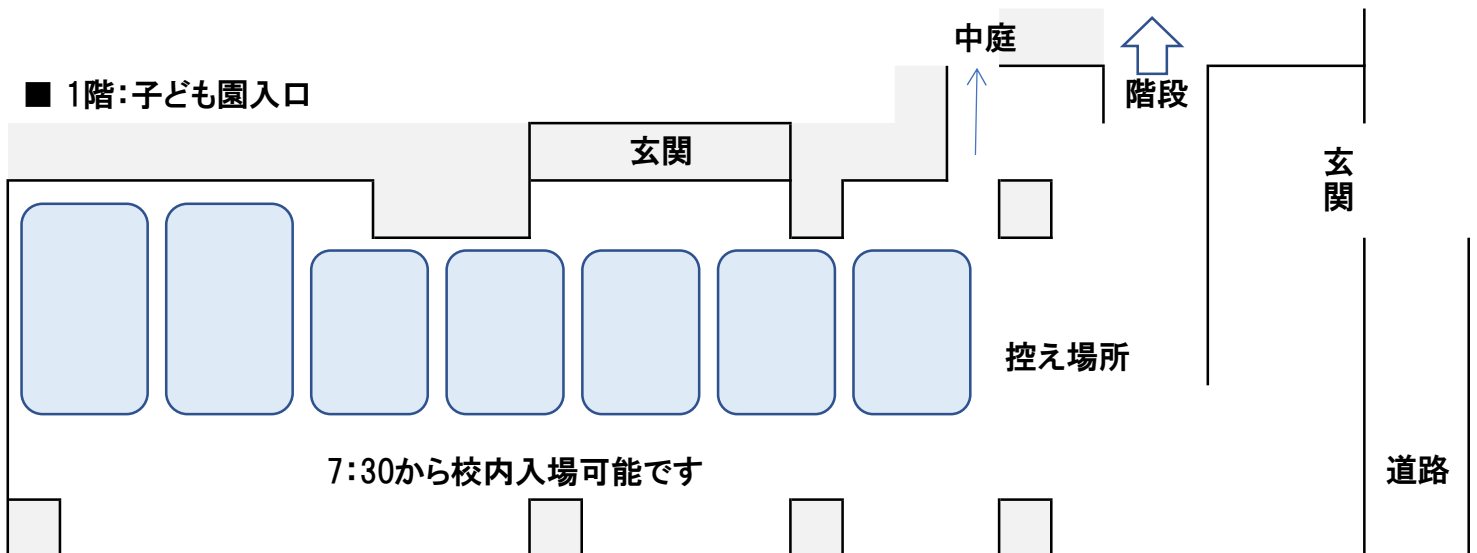 中庭
■ 1階：子ども園入口
階段
玄関
玄関
控え場所
7：30から校内入場可能です
道路